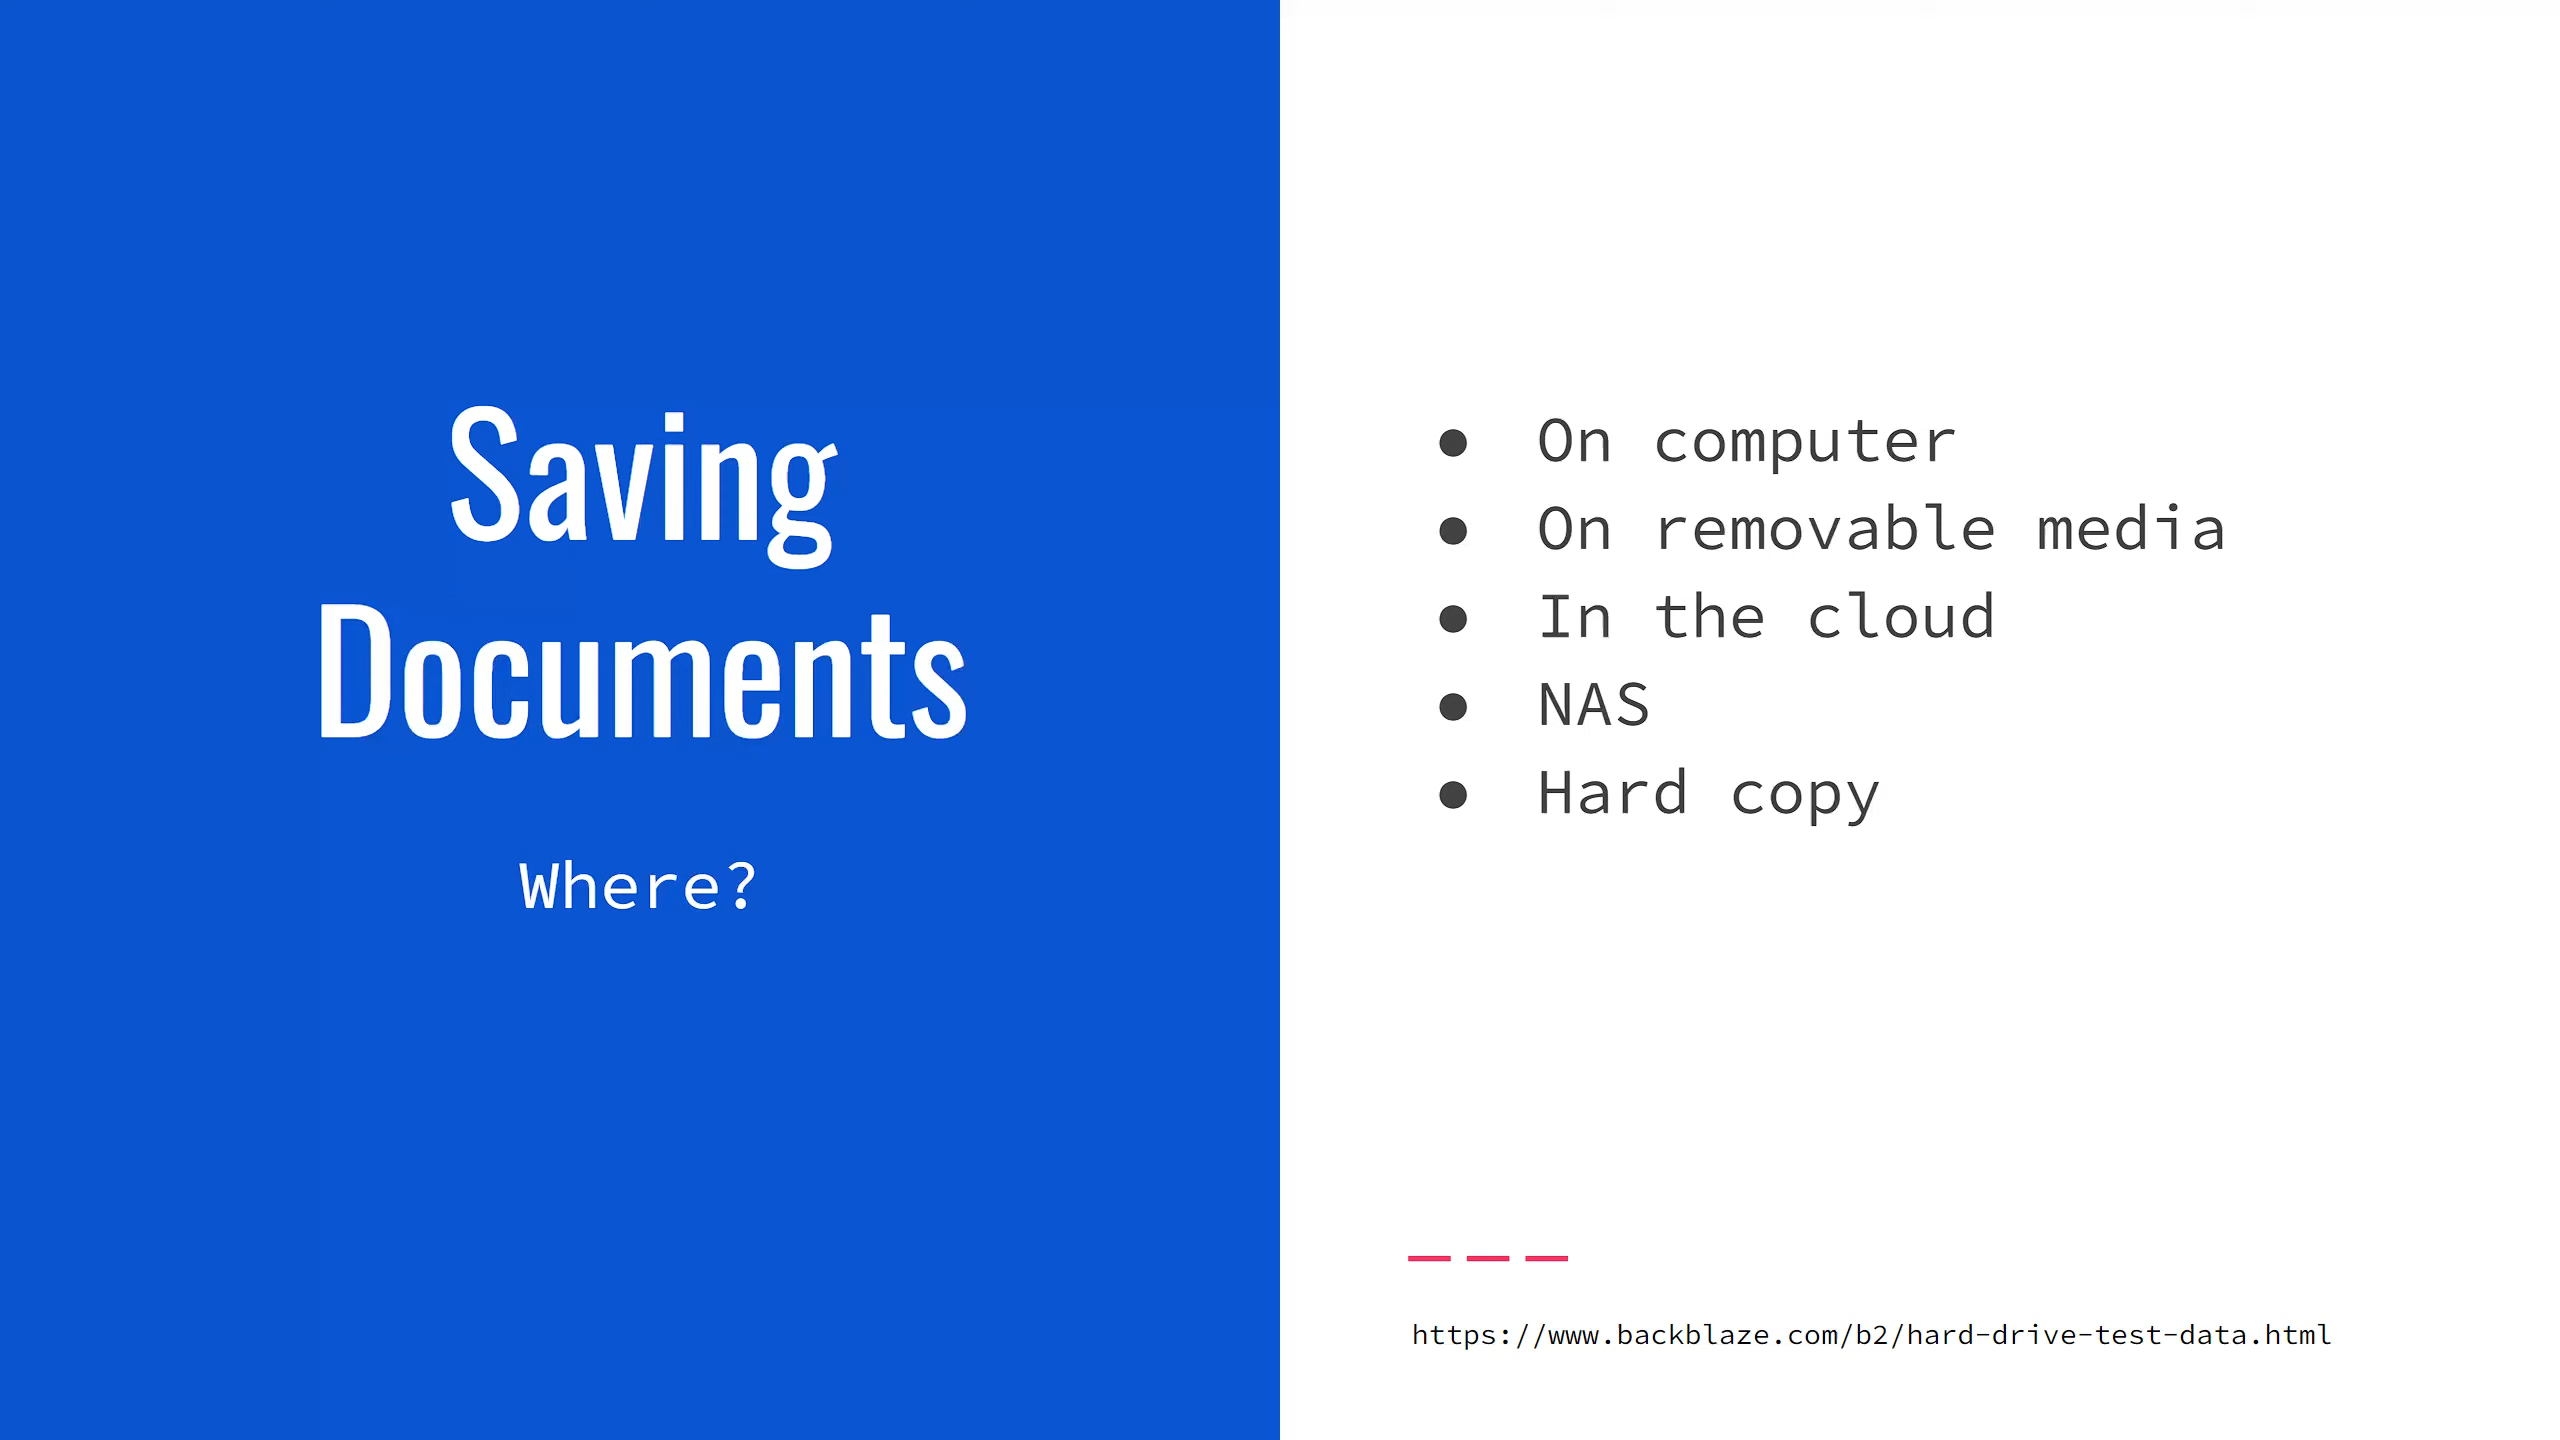 Saving
Documents
Where?
● On computer
● On removable media
● In the cloud
● NAS
● Hard copy
https://www.backblaze.com/b2/hard-drive-test-data.html